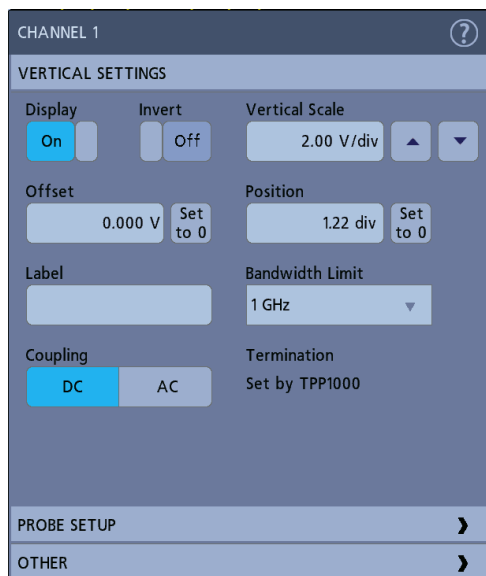 CHANNEL 1
?
VERTICAL SETTINGS
Display
Invert
Vertical Scale
On
Off
2.00 V/div
Offset
Position
0.000 V
Set
to 0
1.22 div
Set
to 0
Label
Bandwidth Limit
1 GHz
Coupling
Termination
DC
AC
Set by TPP1000
PROBE SETUP
OTHER